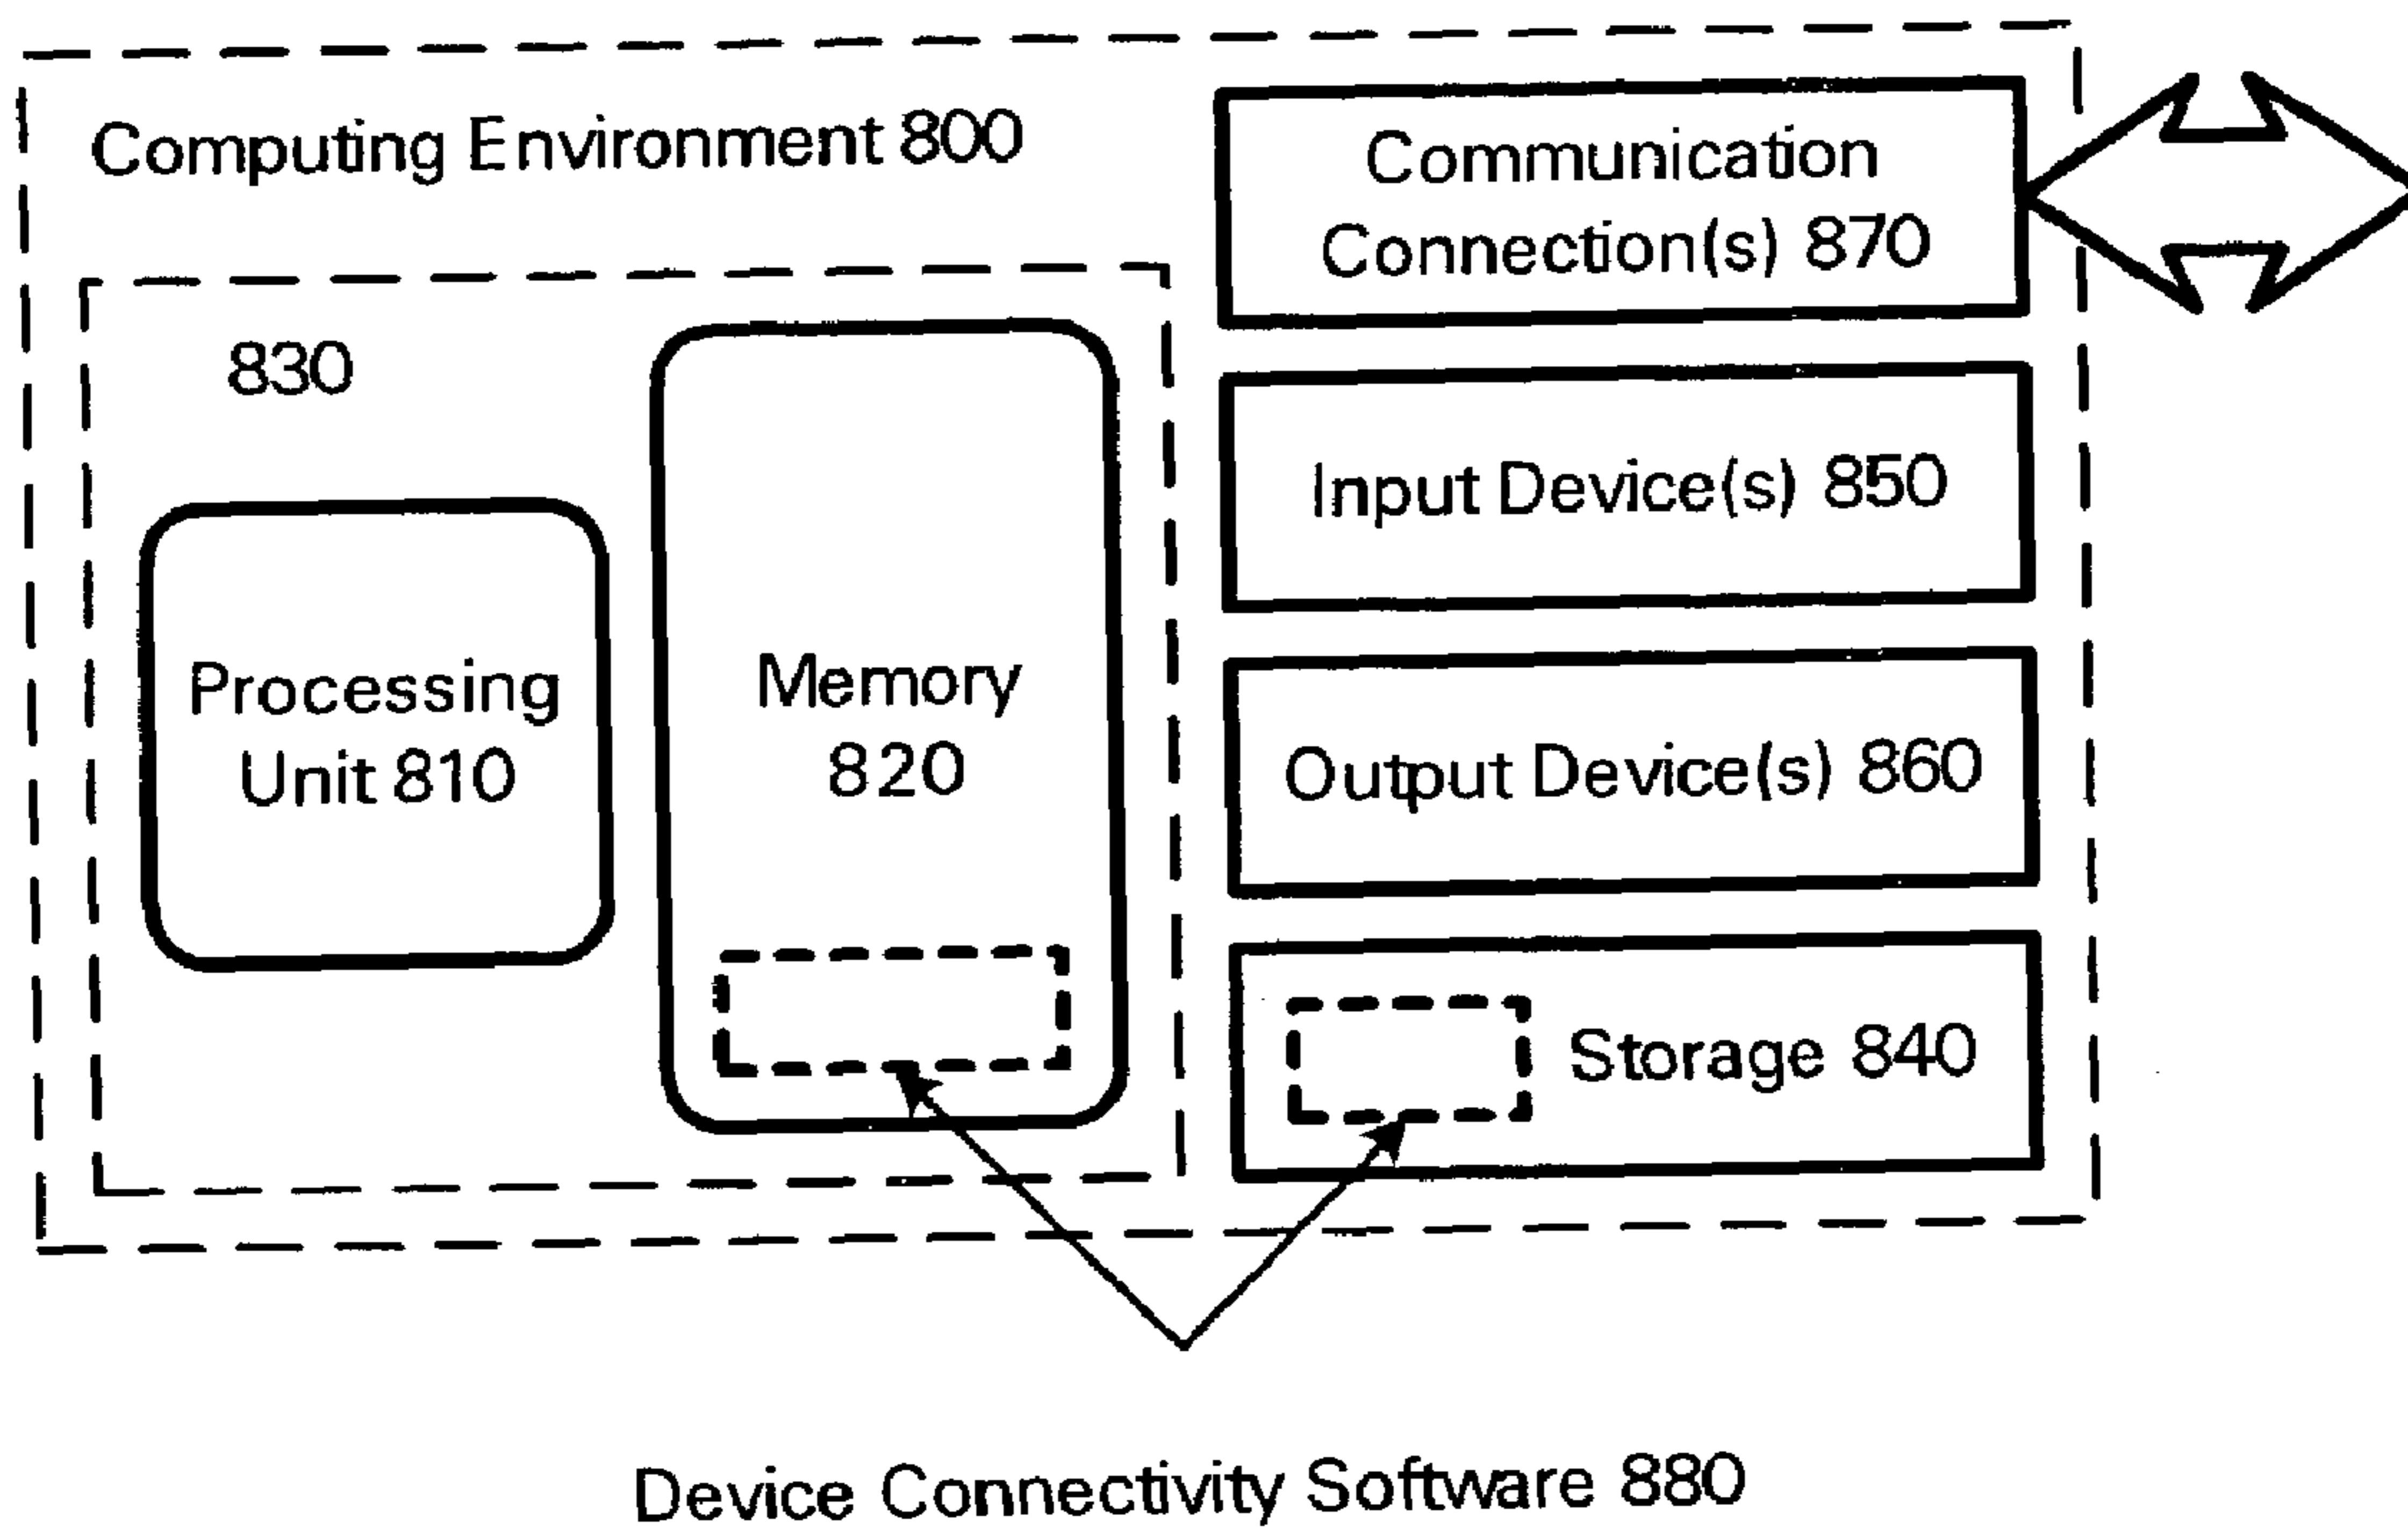 Computing Environment 800
Communication
Connection(s) 870
830
Input Device(s) 850
Processing
Unit 810
Memory
820
Output Device(s) 860
Storage 840
Device Connectivity Software 880